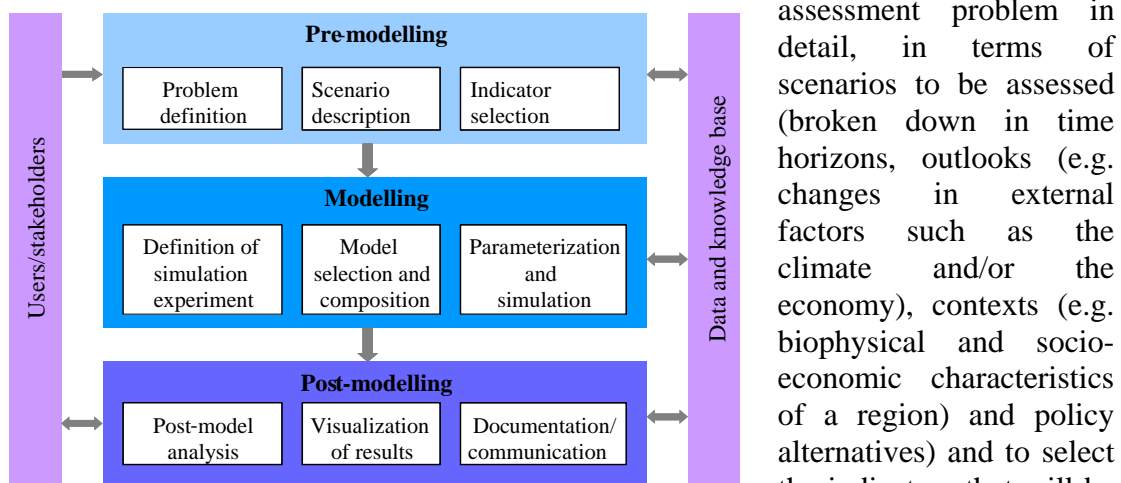 Users/stakeholders
Pre-modelling
Problem
definition
Scenario
description
Indicator
selection
Modelling
Definition of
simulation
experiment
Model
selection and
composition
Parameterization
and
simulation
Post-modelling
Post-model
analysis
Visualization
of results
Documentation/
communication
Data and knowledge base
assessment problem in
detail, in terms of
scenarios to be assessed
(broken down in time
horizons, outlooks (e.g.
changes in external
factors such as the
climate and/or the
economy), contexts (e.g.
biophysical and socio-
economic characteristics
of a region) and policy
alternatives) and to select